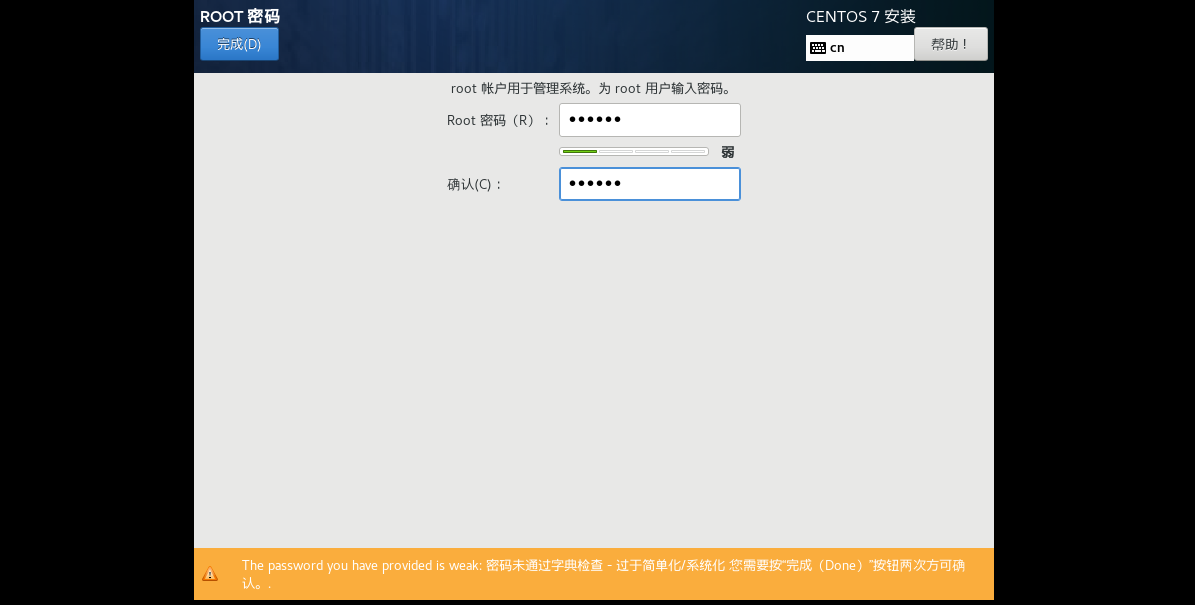 ROOT 密码
CENTOS 7 安装
完成(D)
cn
帮助！
root 帐户用于管理系统。为 root 用户输入密码。
Root 密码（R）：
●●●●●●
弱
确认(C)：
●●●●●●
The password you have provided is weak: 密码未通过字典检查 - 过于简单化/系统化 您需要按“完成（Done）”按钮两次方可确
认。.